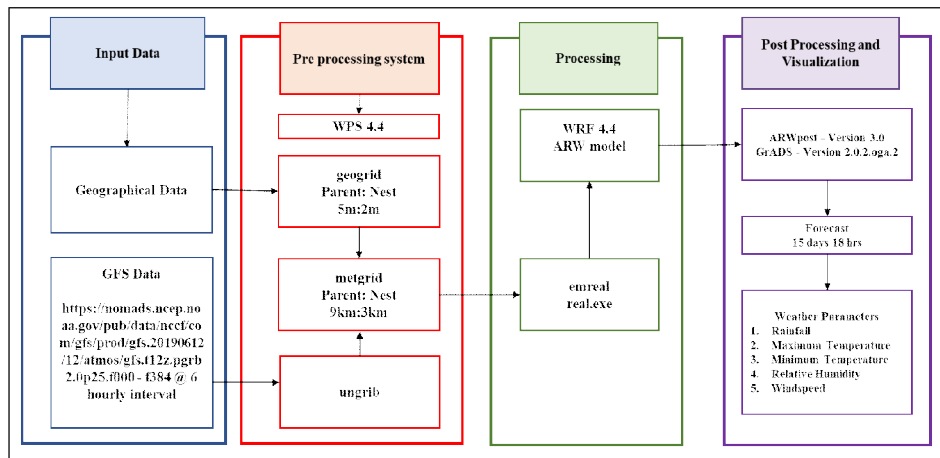 Input Data
Geographical Data
GFS Data
https://nomads.ncep.no
aa.gov/pub/data/nccf/co
m/gfs/prod/gfs.20190612
/12/atmos/gfs.t12z.pgrb
2.0p25.f000 - f384 @ 6
hourly interval
Pre processing system
WPS 4.4
geogrid
Parent: Nest
5m:2m
metgrid
Parent: Nest
9km:3km
ungrib
Processing
WRF 4.4
ARW model
emreal
real.exe
Post Processing and
Visualization
ARWpost - Version 3.0
GrADS - Version 2.0.2.oga.2
Forecast
15 days 18 hrs
Weather Parameters
1. Rainfall
2. Maximum Temperature
3. Minimum Temperature
4. Relative Humidity
5. Windspeed